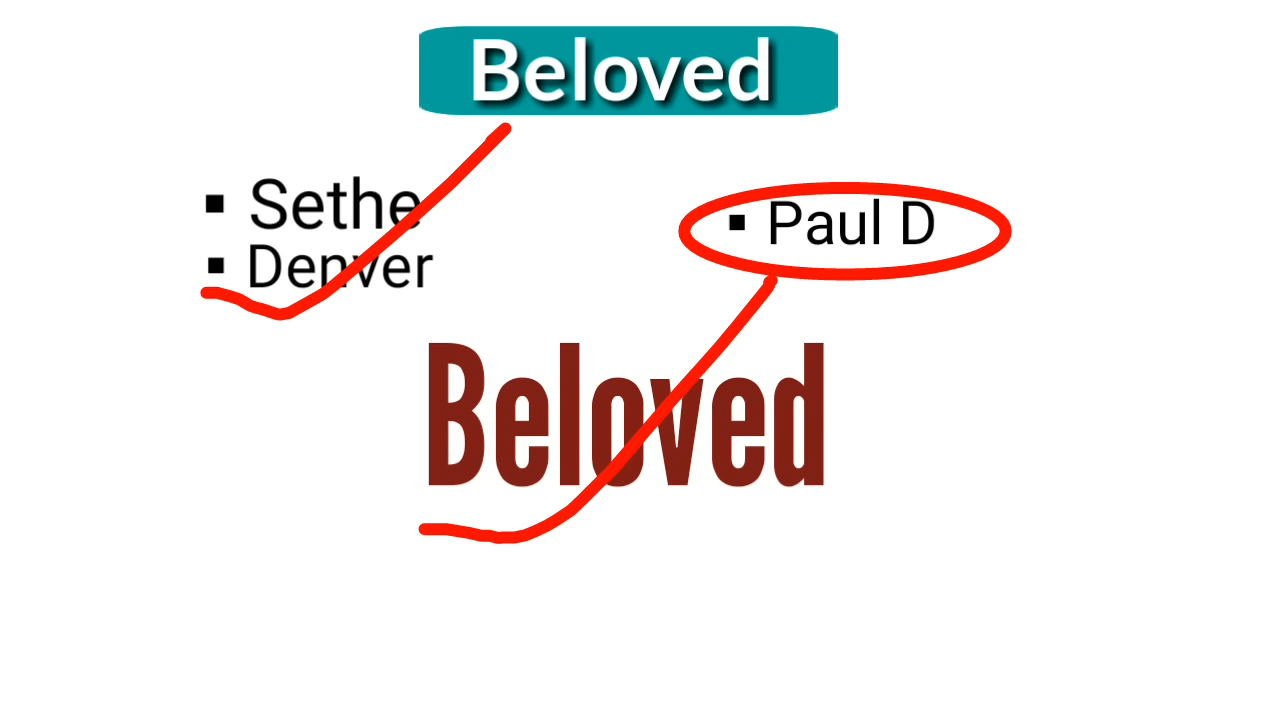 Beloved
▪ Sethe
▪ Denver
▪ Paul D
Beloved